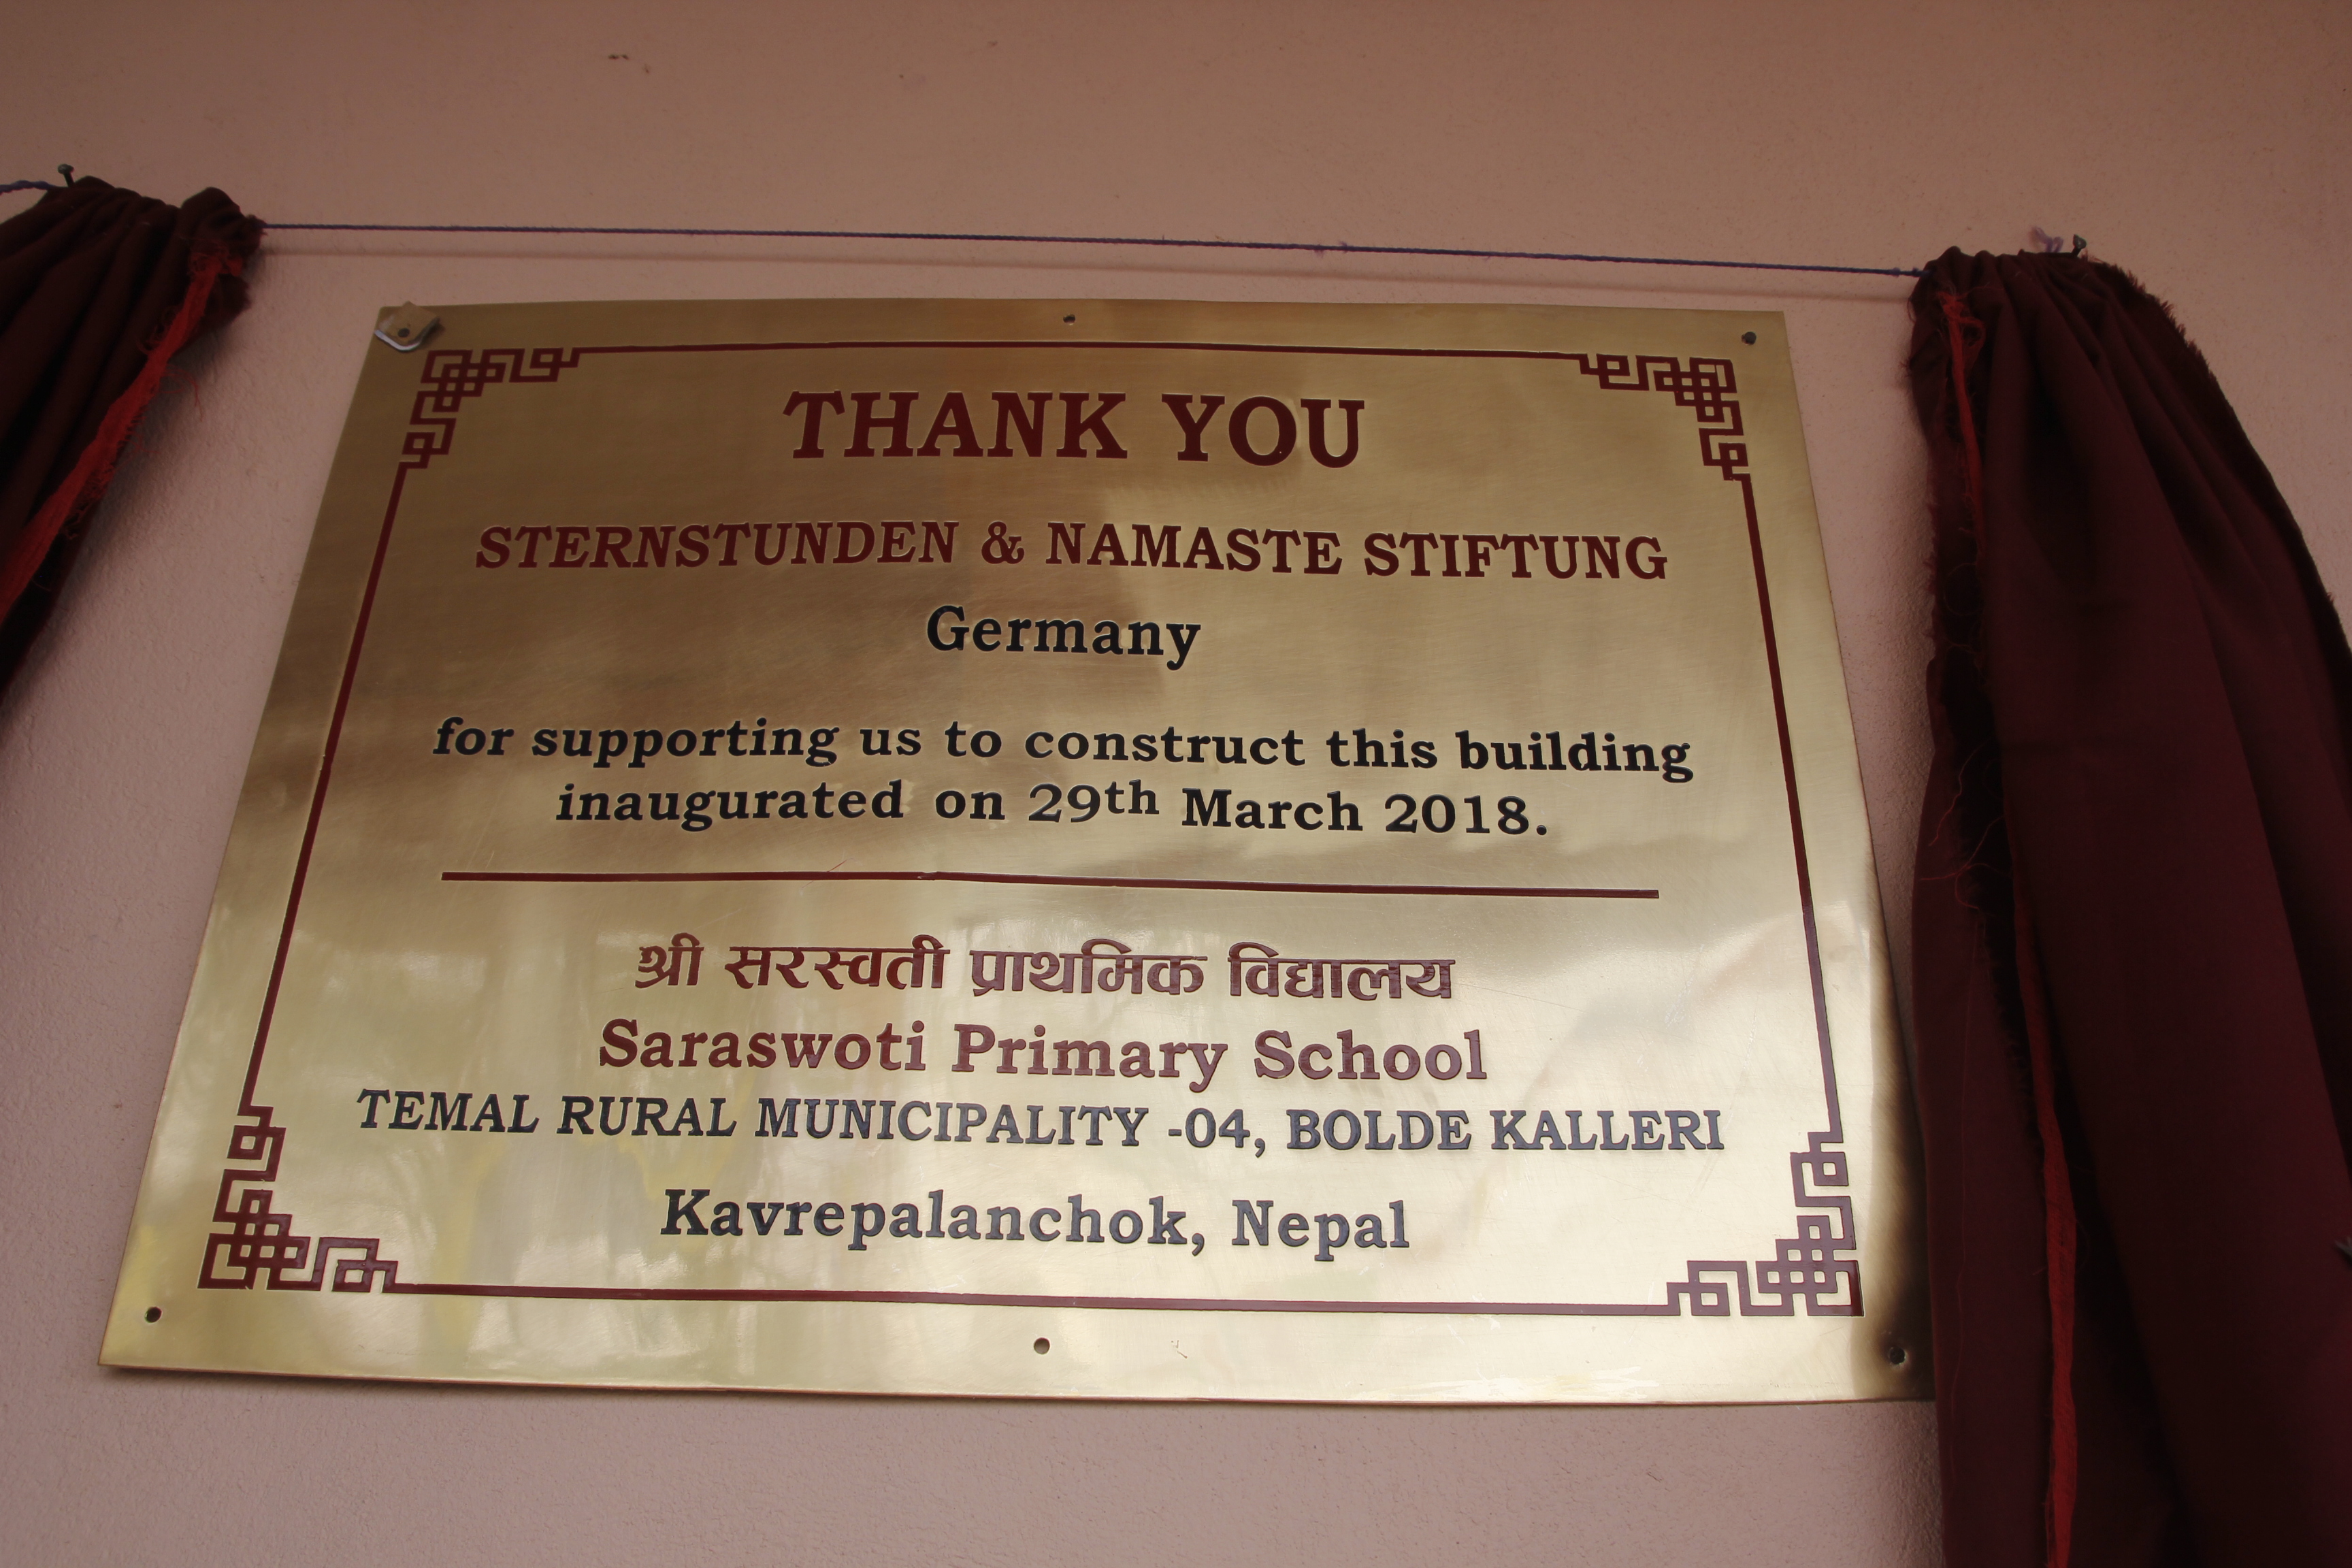 THANK YOU
STERNSTUNDEN & NAMASTE STIFTUNG
Germany
for supporting us to construct this building
inaugurated on 29th March 2018.
श्री सरस्वती प्राथमिक विद्यालय
Saraswoti Primary School
TEMAL RURAL MUNICIPALITY -04, BOLDE KALLERI
Kavrepalanchok, Nepal